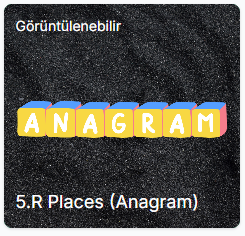 Görüntülenebilir
ANAGRAM
5.R Places (Anagram)